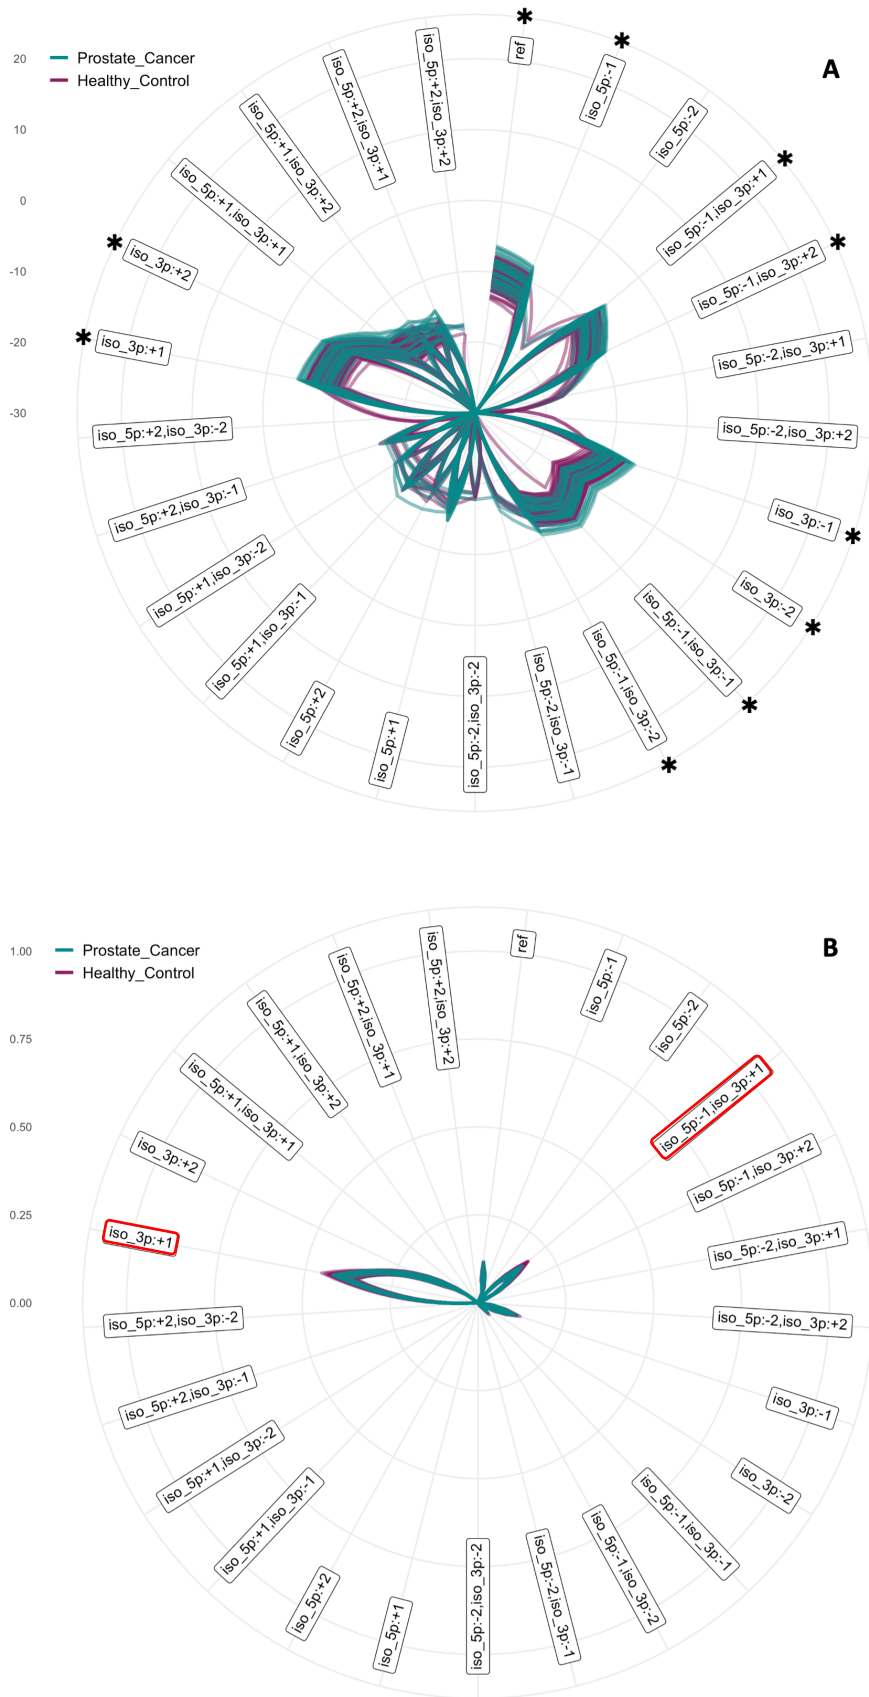 A
Prostate_Cancer
Healthy_Control
20
10
0
-10
-20
-30
ref
*
iso_5p:-1
*
iso_5p:-2
iso_5p:-1,iso_3p:+1
*
iso_5p:-1,iso_3p:+2
*
iso_5p:-2,iso_3p:+1
iso_5p:-2,iso_3p:+2
iso_3p:-1
*
iso_3p:-2
*
iso_5p:-1,iso_3p:-1
*
iso_5p:-1,iso_3p:-2
*
iso_5p:-2,iso_3p:-1
iso_5p:-2,iso_3p:-2
iso_5p:+1
iso_5p:+2
iso_5p:+1,iso_3p:-1
iso_5p:+1,iso_3p:-2
iso_5p:+2,iso_3p:-1
iso_5p:+2,iso_3p:-2
iso_3p:+1
*
iso_3p:+2
*
iso_5p:+1,iso_3p:+1
iso_5p:+1,iso_3p:+2
iso_5p:+2,iso_3p:+1
iso_5p:+2,iso_3p:+2
B
Prostate_Cancer
Healthy_Control
1.00
0.75
0.50
0.25
0.00
ref
iso_5p:-1
iso_5p:-2
iso_5p:-1,iso_3p:+1
iso_5p:-1,iso_3p:+2
iso_5p:-2,iso_3p:+1
iso_5p:-2,iso_3p:+2
iso_3p:-1
iso_3p:-2
iso_5p:-1,iso_3p:-1
iso_5p:-1,iso_3p:-2
iso_5p:-2,iso_3p:-1
iso_5p:-2,iso_3p:-2
iso_5p:+1
iso_5p:+2
iso_5p:+1,iso_3p:-1
iso_5p:+1,iso_3p:-2
iso_5p:+2,iso_3p:-1
iso_5p:+2,iso_3p:-2
iso_3p:+1
iso_3p:+2
iso_5p:+1,iso_3p:+1
iso_5p:+1,iso_3p:+2
iso_5p:+2,iso_3p:+1
iso_5p:+2,iso_3p:+2